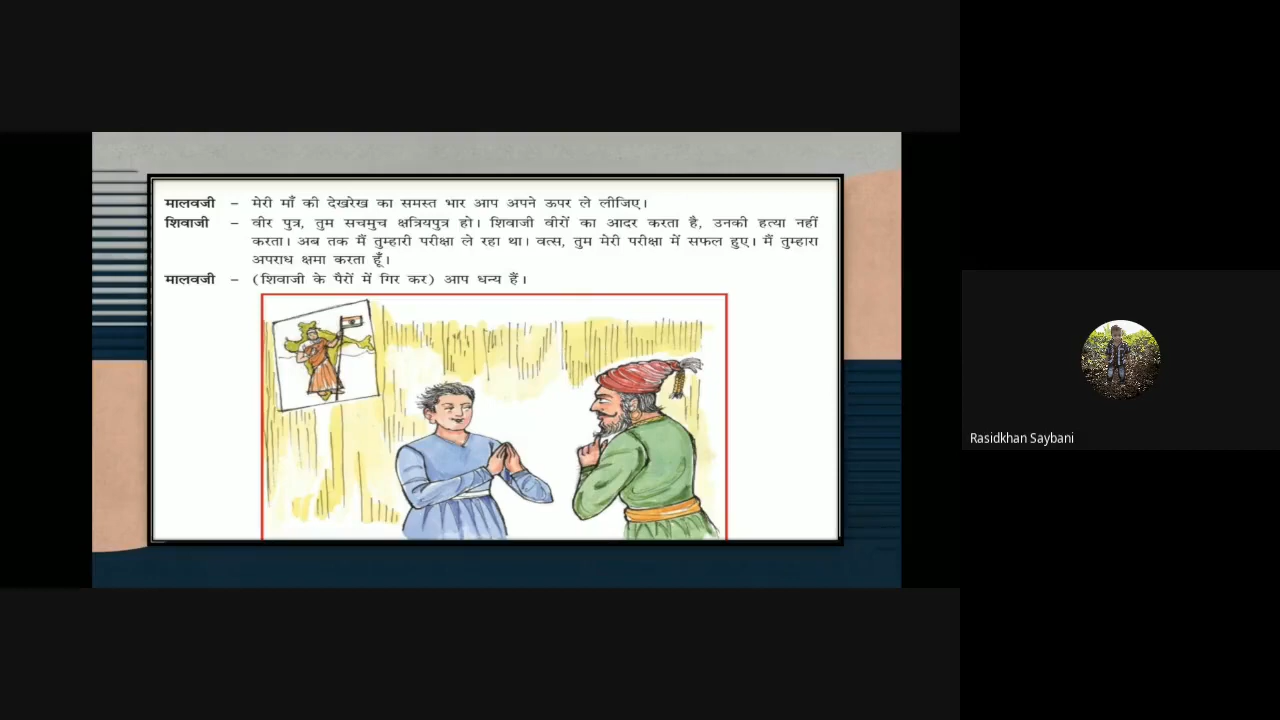 मालवजी – मेरी माँ की देखरेख का समस्त भार आप अपने ऊपर ले लीजिए।
शिवाजी – वीर पुत्र, तुम सचमुच क्षत्रियपुत्र हो। शिवाजी वीरों का आदर करता है, उनकी हत्या नहीं
करता। अब तक मैं तुम्हारी परीक्षा ले रहा था। वत्स, तुम मेरी परीक्षा में सफल हुए। मैं तुम्हारा
अपराध क्षमा करता हूँ।
मालवजी – (शिवाजी के पैरों में गिर कर) आप धन्य हैं।
Rasidkhan Saybani